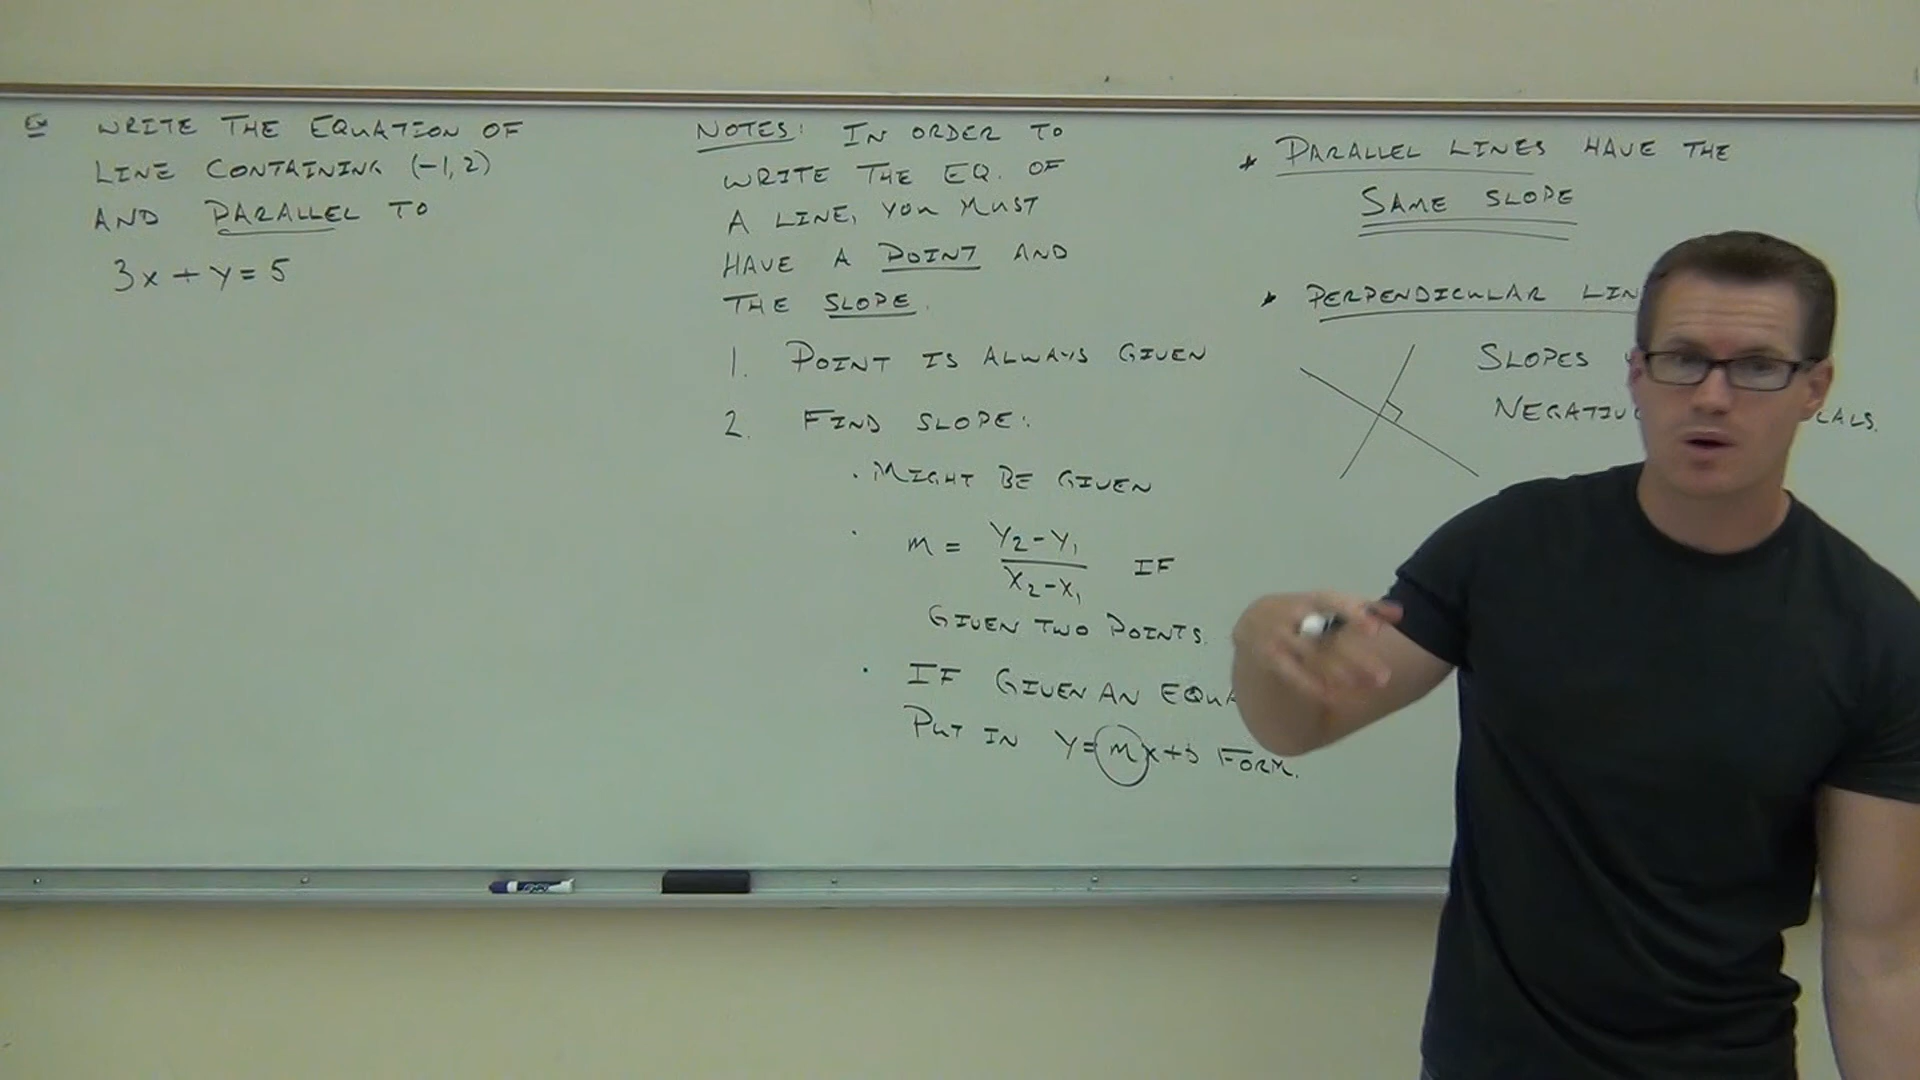 Ex WRITE THE EQUATION OF
LINE CONTAINING (-1,2)
AND PARALLEL TO
3x + y = 5
NOTES: IN ORDER TO
WRITE THE EQ. OF
A LINE, YOU MUST
HAVE A POINT AND
THE SLOPE.
1. POINT IS ALWAYS GIVEN
2. FIND SLOPE:
· MIGHT BE GIVEN
· m = y₂-y₁ / x₂-x₁ IF
GIVEN TWO POINTS.
· IF GIVEN AN
PUT IN y=mx+b FORM.
* PARALLEL LINES HAVE THE
SAME SLOPE
* PERPENDICULAR
SLOPES